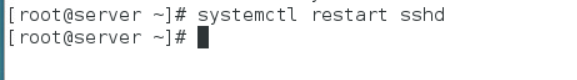 [root@server ~]# systemctl restart sshd
[root@server ~]#